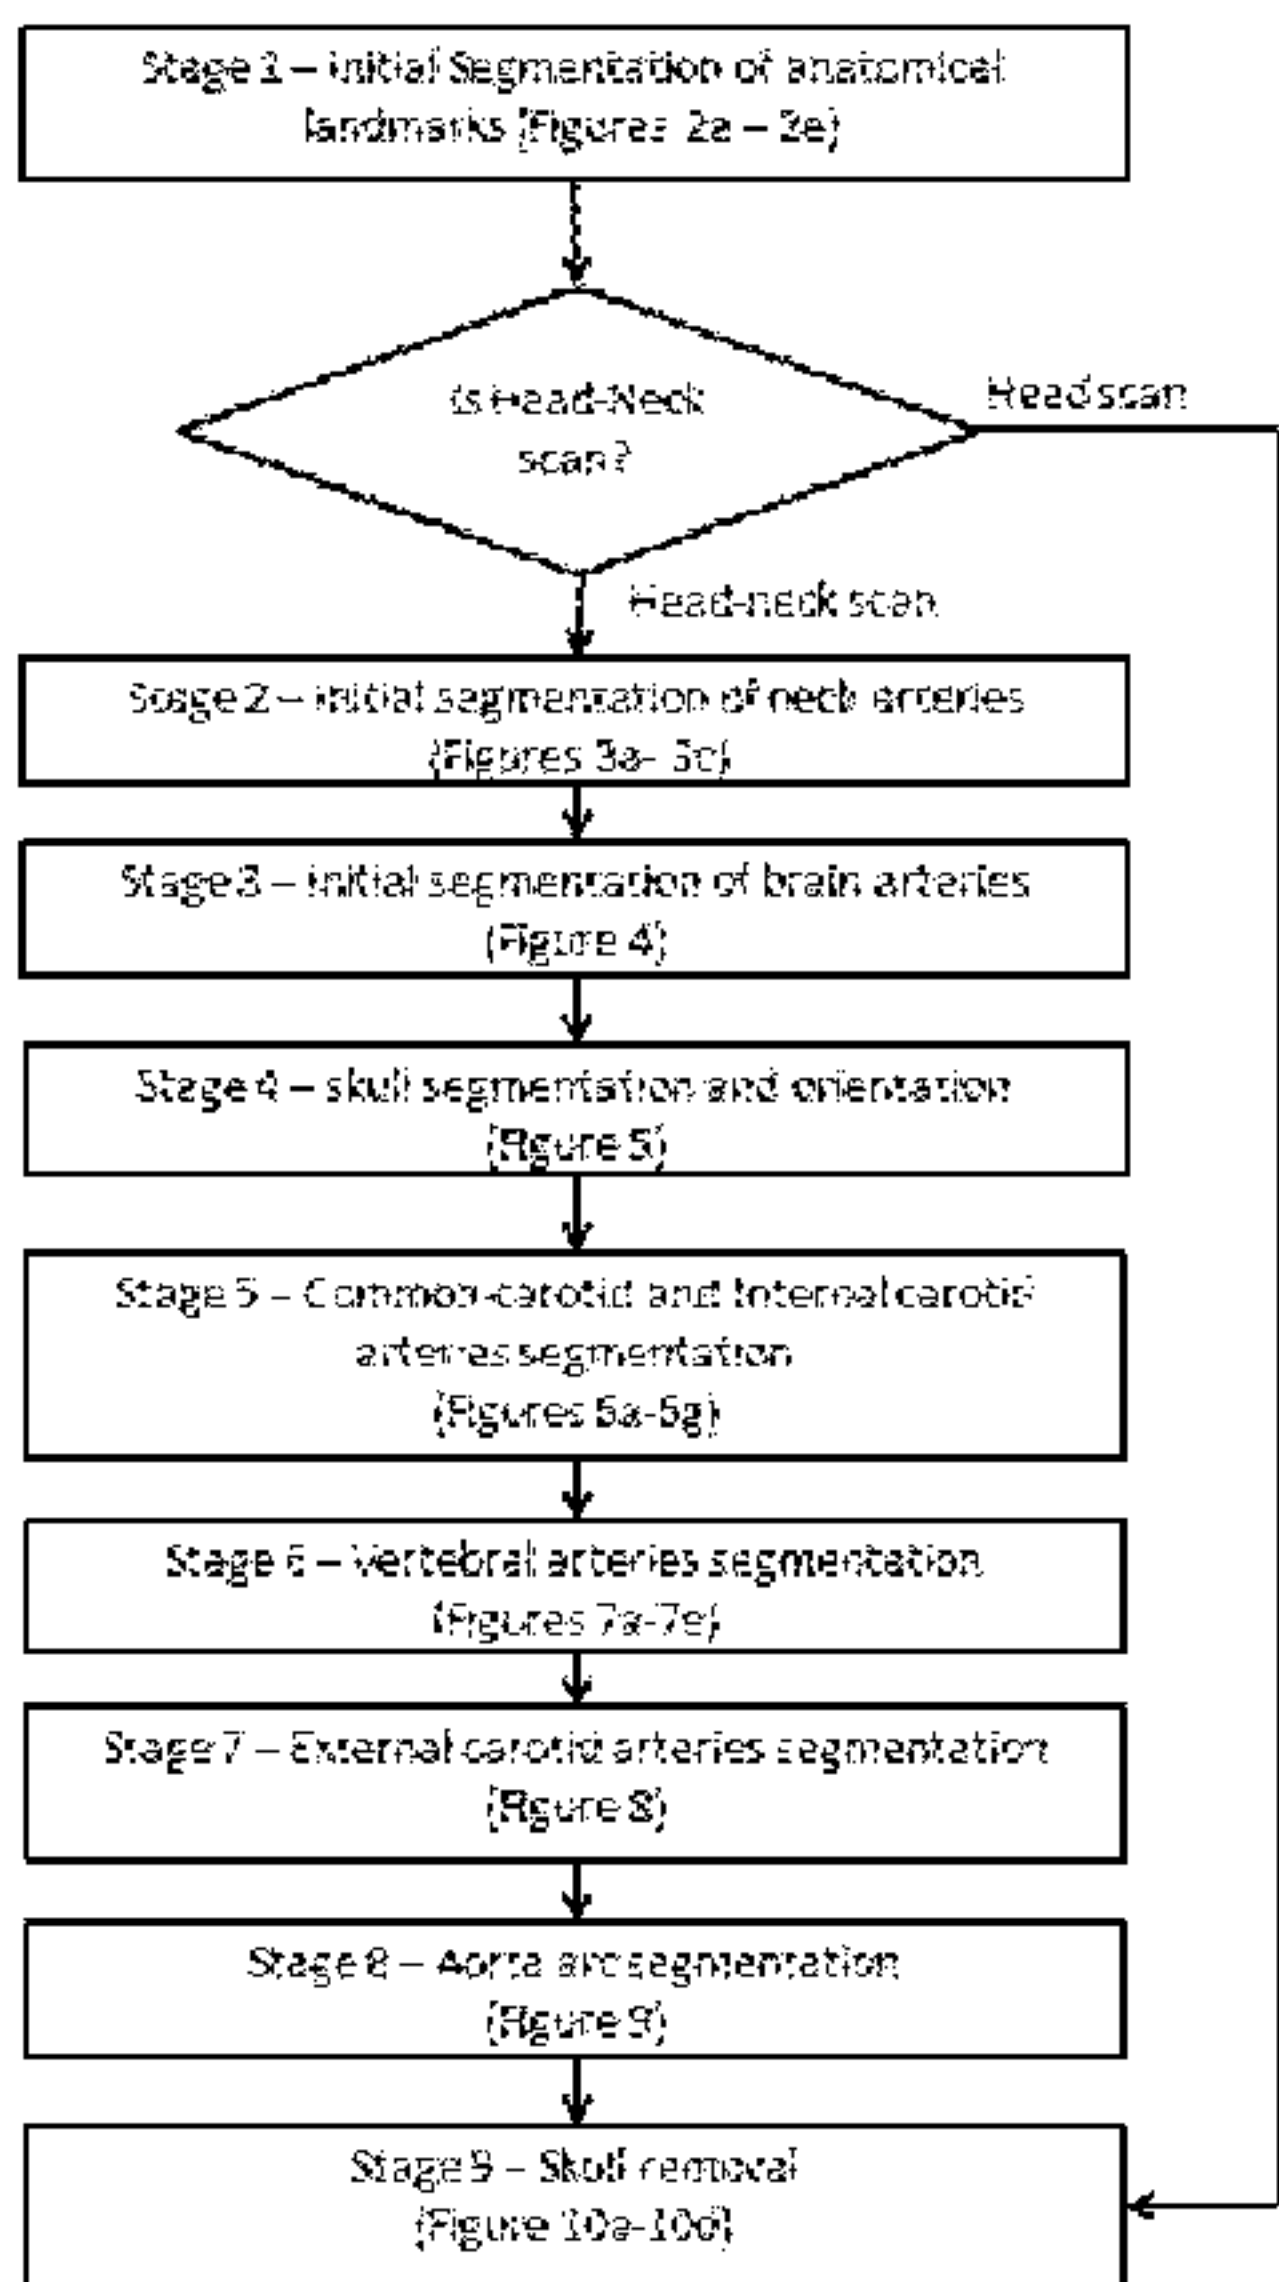 Stage 1 – Initial Segmentation of anatomical
landmarks (Figures 2a – 2e)
Is Head-Neck
scan?
Head scan
Head-neck scan
Stage 2 – initial segmentation of neck arteries
(Figures 3a- 3c)
Stage 3 – initial segmentation of brain arteries
(Figure 4)
Stage 4 – skull segmentation and orientation
(Figure 5)
Stage 5 – Common-carotid and Internal carotid
arteries segmentation
(Figures 6a-6g)
Stage 6 – Vertebral arteries segmentation
(Figures 7a-7e)
Stage 7 – External carotid arteries segmentation
(Figure 8)
Stage 8 – Aorta arc segmentation
(Figure 9)
Stage 9 – Skull removal
(Figure 10a-10d)